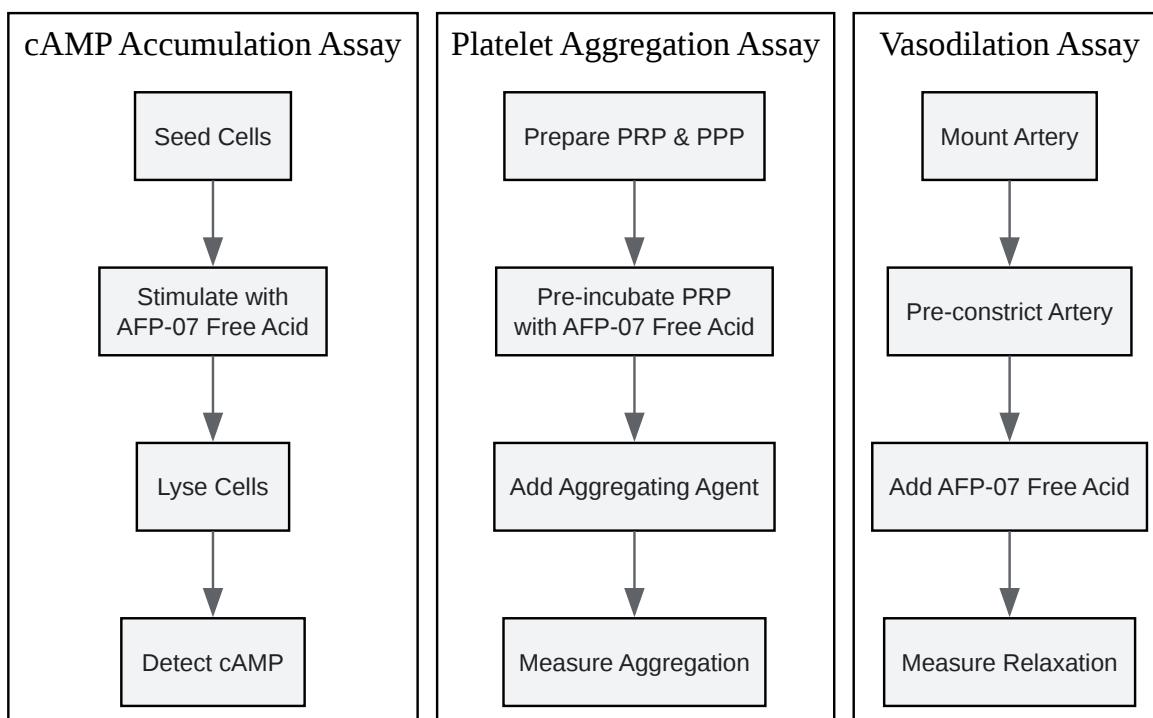 cAMP Accumulation Assay
Seed Cells
Stimulate with
AFP-07 Free Acid
Lyse Cells
Detect cAMP
Platelet Aggregation Assay
Prepare PRP & PPP
Pre-incubate PRP
with AFP-07 Free Acid
Add Aggregating Agent
Measure Aggregation
Vasodilation Assay
Mount Artery
Pre-constrict Artery
Add AFP-07 Free Acid
Measure Relaxation